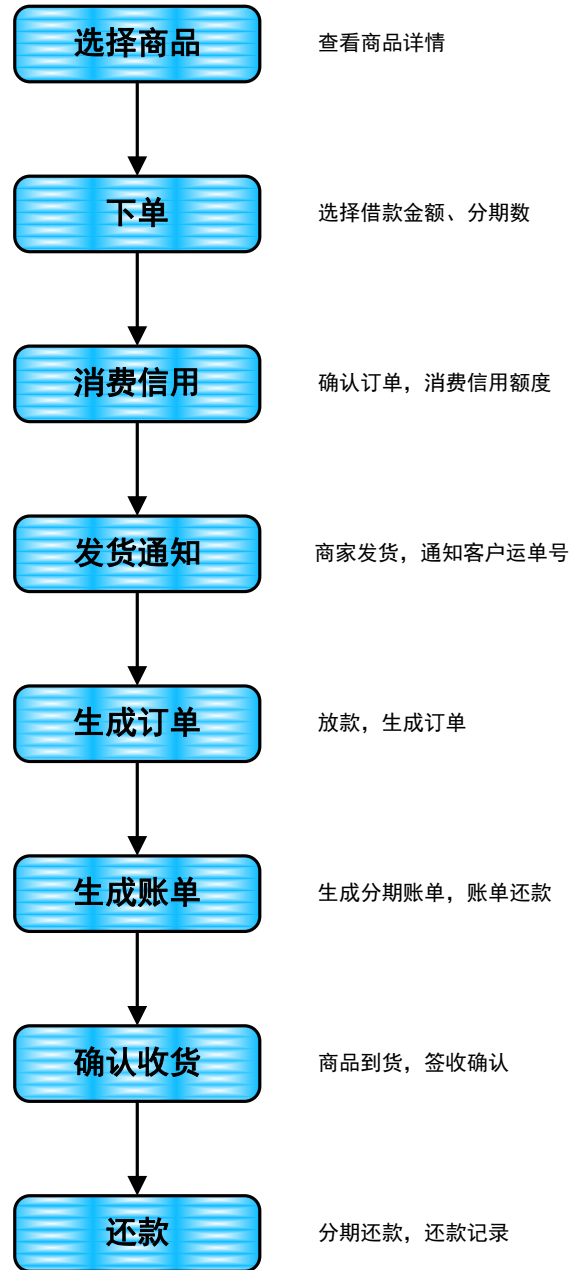 选择商品
查看商品详情
下单
选择借款金额、分期数
消费信用
确认订单，消费信用额度
发货通知
商家发货，通知客户运单号
生成订单
放款，生成订单
生成账单
生成分期账单，账单还款
确认收货
商品到货，签收确认
还款
分期还款，还款记录